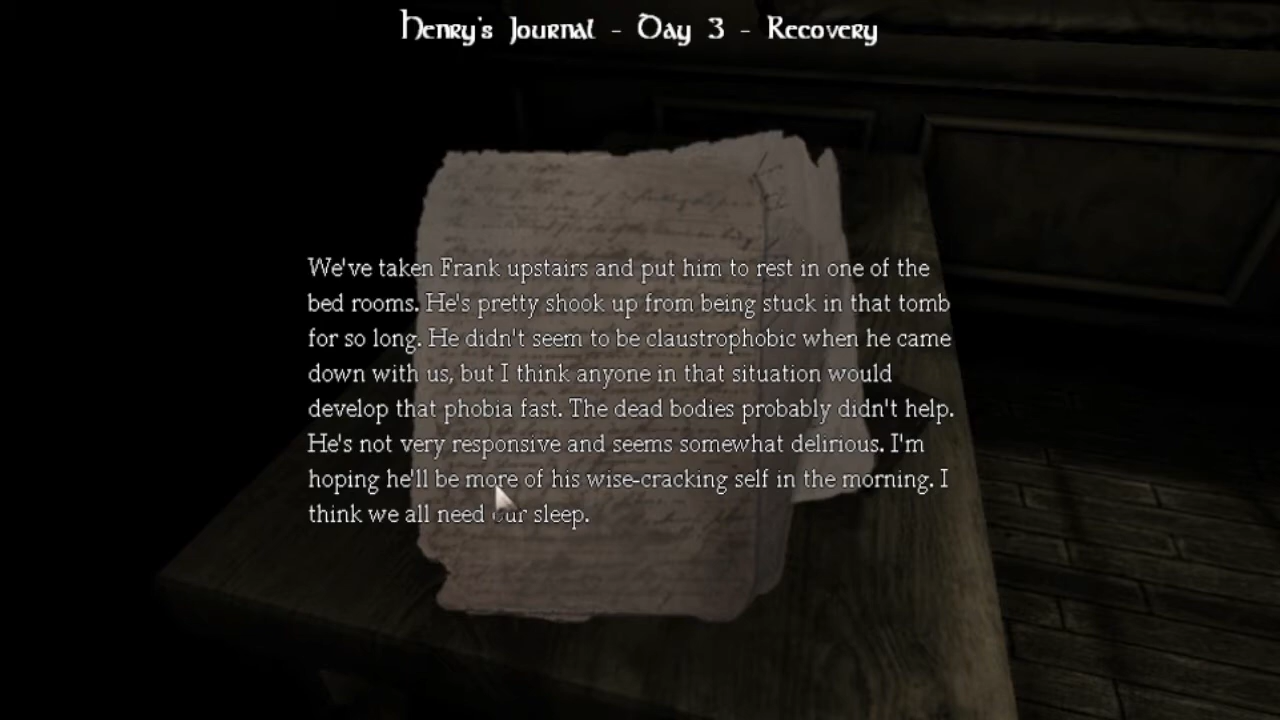 Henry's Journal - Day 3 - Recovery
We've taken Frank upstairs and put him to rest in one of the
bed rooms. He's pretty shook up from being stuck in that tomb
for so long. He didn't seem to be claustrophobic when he came
down with us, but I think anyone in that situation would
develop that phobia fast. The dead bodies probably didn't help.
He's not very responsive and seems somewhat delirious. I'm
hoping he'll be more of his wise-cracking self in the morning. I
think we all need our sleep.